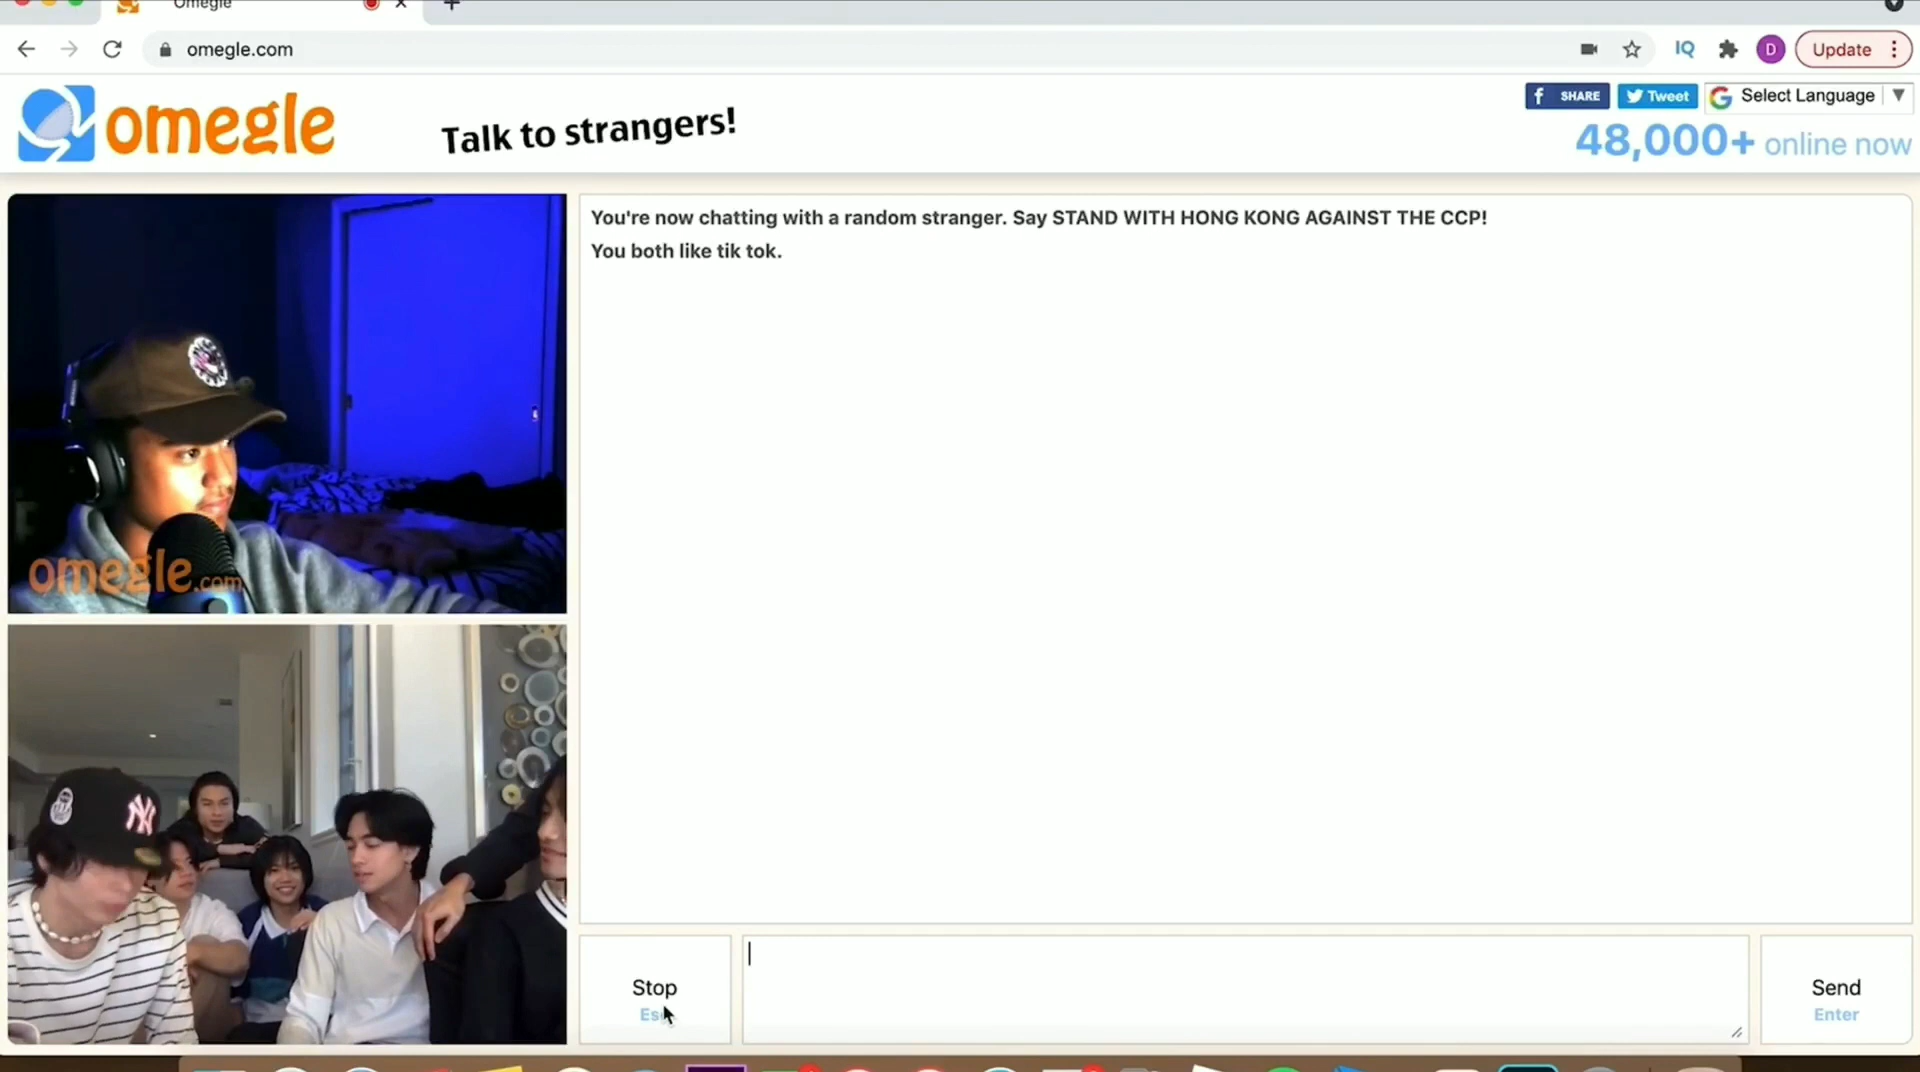 Omegle
omegle.com
IQ
D
Update
omegle
Talk to strangers!
f SHARE
Tweet
G Select Language
48,000+ online now
You're now chatting with a random stranger. Say STAND WITH HONG KONG AGAINST THE CCP!
You both like tik tok.
omegle.com
NY
Stop
Esc
Send
Enter